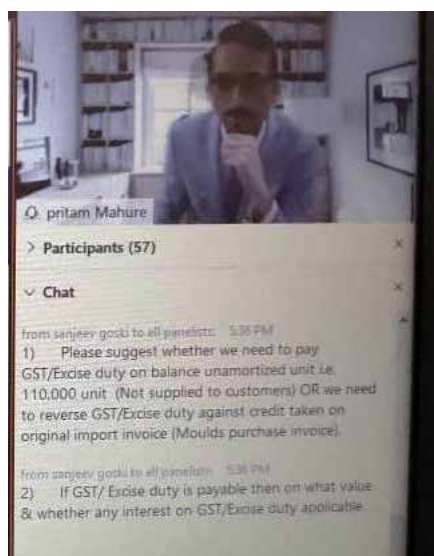 pritam Mahure
Participants (57)
Chat
from sanjeev goski to all panelists: 5:36 PM
1) Please suggest whether we need to pay
GST/Excise duty on balance unamortized unit i.e.
110,000 unit (Not supplied to customers) OR we need
to reverse GST/Excise duty against credit taken on
original import invoice (Moulds purchase invoice).
from sanjeev goski to all panelists: 5:36 PM
2) If GST/ Excise duty is payable then on what value
& whether any interest on GST/Excise duty applicable.